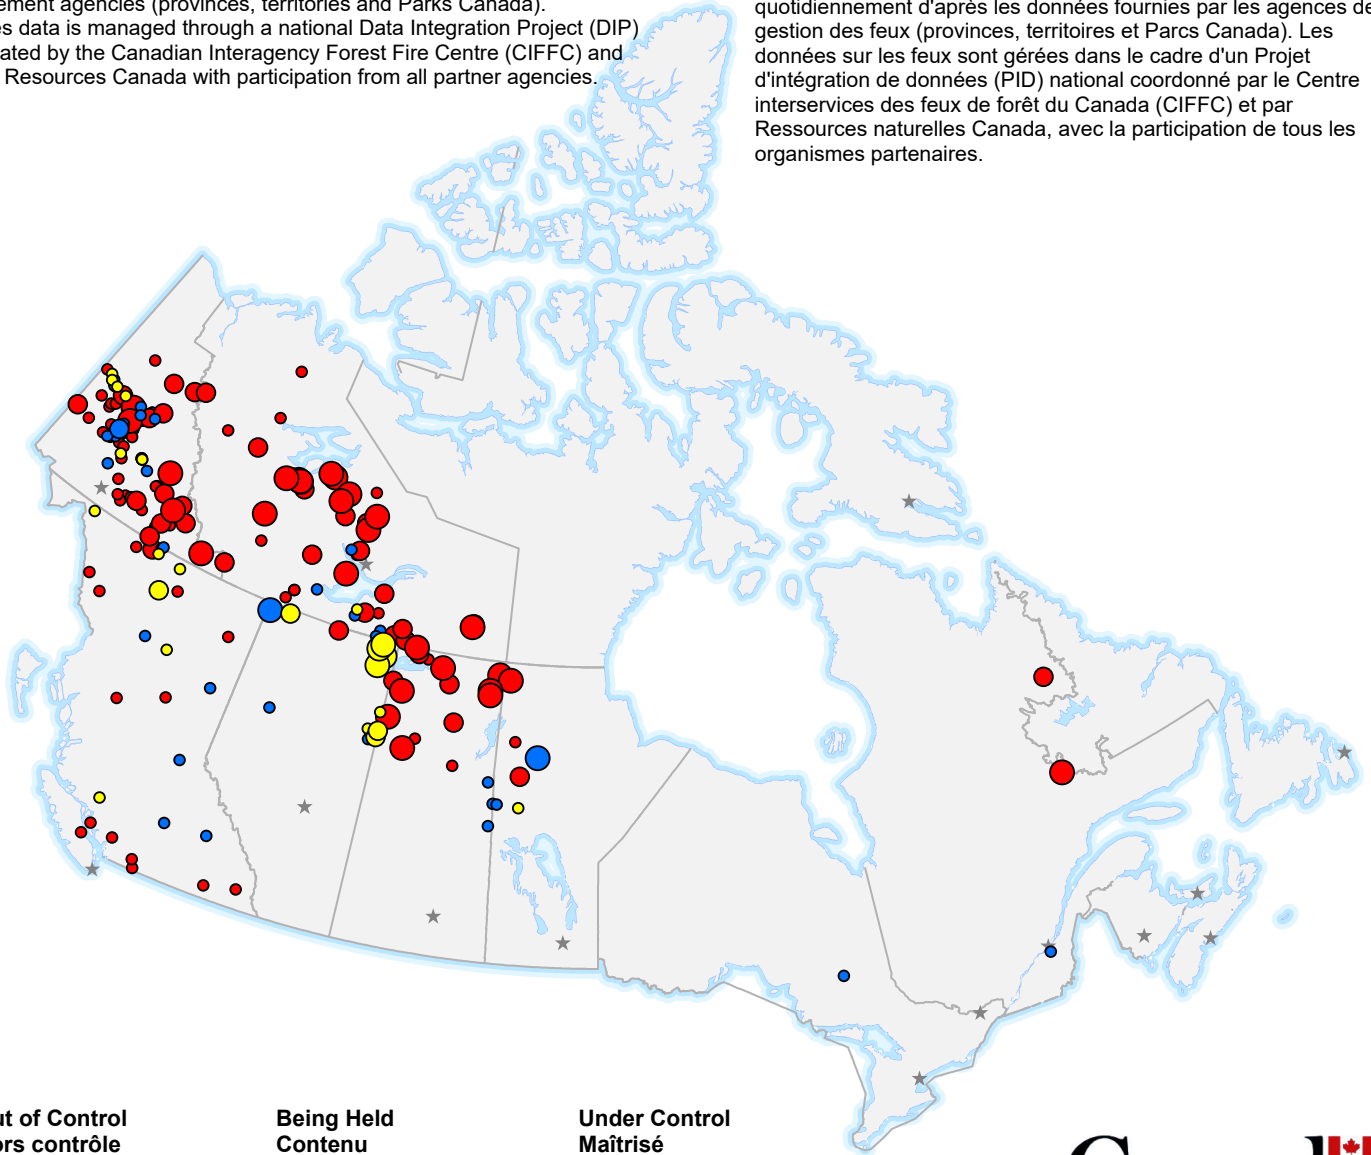 ement agencies (provinces, territories and Parks Canada).
es data is managed through a national Data Integration Project (DIP)
ated by the Canadian Interagency Forest Fire Centre (CIFFC) and
Resources Canada with participation from all partner agencies.
quotidiennement d'après les données fournies par les agences de
gestion des feux (provinces, territoires et Parcs Canada). Les
données sur les feux sont gérées dans le cadre d'un Projet
d'intégration de données (PID) national coordonné par le Centre
interservices des feux de forêt du Canada (CIFFC) et par
Ressources naturelles Canada, avec la participation de tous les
organismes partenaires.
ut of Control
ors contrôle
Being Held
Contenu
Under Control
Maîtrisé